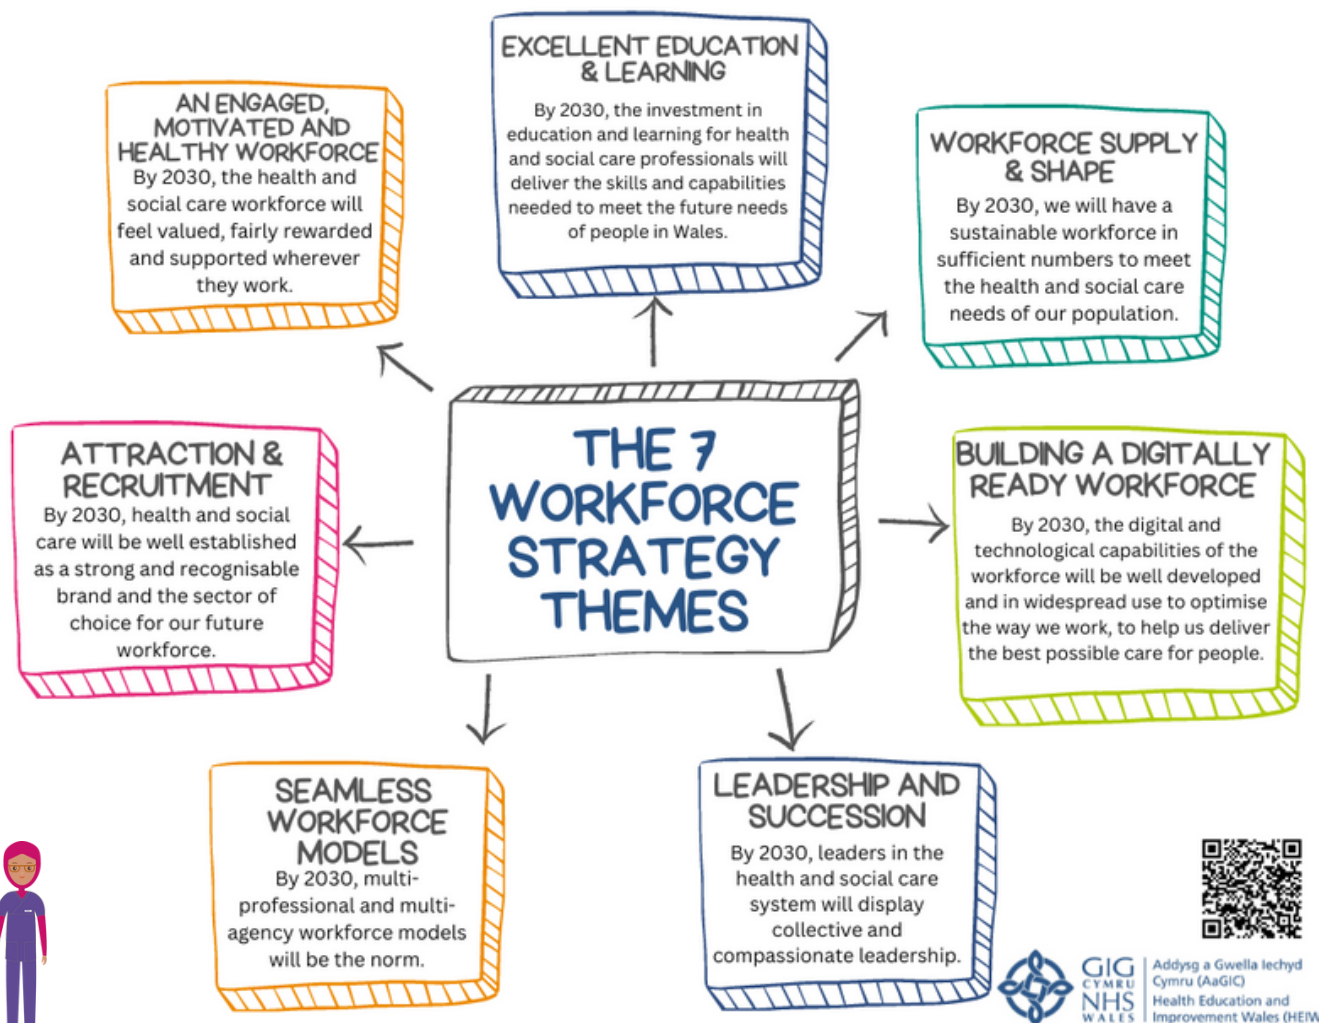 EXCELLENT EDUCATION
& LEARNING
By 2030, the investment in
education and learning for health
and social care professionals will
deliver the skills and capabilities
needed to meet the future needs
of people in Wales.
AN ENGAGED,
MOTIVATED AND
HEALTHY WORKFORCE
By 2030, the health and
social care workforce will
feel valued, fairly rewarded
and supported wherever
they work.
WORKFORCE SUPPLY
& SHAPE
By 2030, we will have a
sustainable workforce in
sufficient numbers to meet
the health and social care
needs of our population.
THE 7
WORKFORCE
STRATEGY
THEMES
ATTRACTION &
RECRUITMENT
By 2030, health and social
care will be well established
as a strong and recognisable
brand and the sector of
choice for our future
workforce.
BUILDING A DIGITALLY
READY WORKFORCE
By 2030, the digital and
technological capabilities of the
workforce will be well developed
and in widespread use to optimise
the way we work, to help us deliver
the best possible care for people.
SEAMLESS
WORKFORCE
MODELS
By 2030, multi-
professional and multi-
agency workforce models
will be the norm.
LEADERSHIP AND
SUCCESSION
By 2030, leaders in the
health and social care
system will display
collective and
compassionate leadership.
GIG
CYMRU
NHS
WALES
Addysg a Gwella Iechyd
Cymru (AaGIC)
Health Education and
Improvement Wales (HEIW